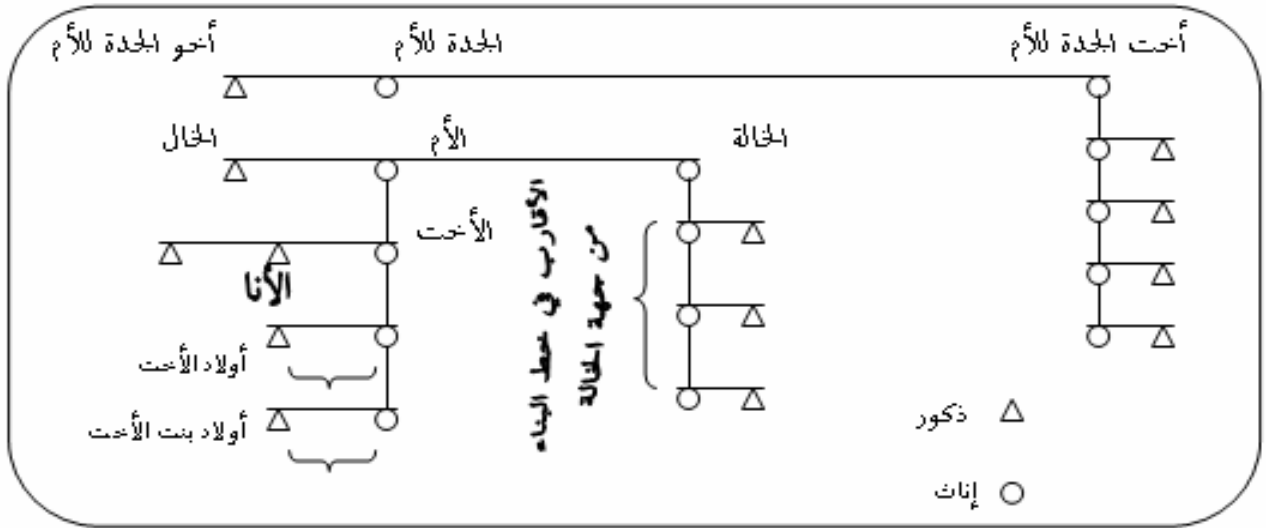 أخت الجدة للأم
الجدة للأم
أخو الجدة للأم
الخالة
الأم
الخال
الأخت
الأنا
الأقارب في خط البناء
من جهة الخالة
أولاد الأخت
أولاد بنت الأخت
ذكور
إناث